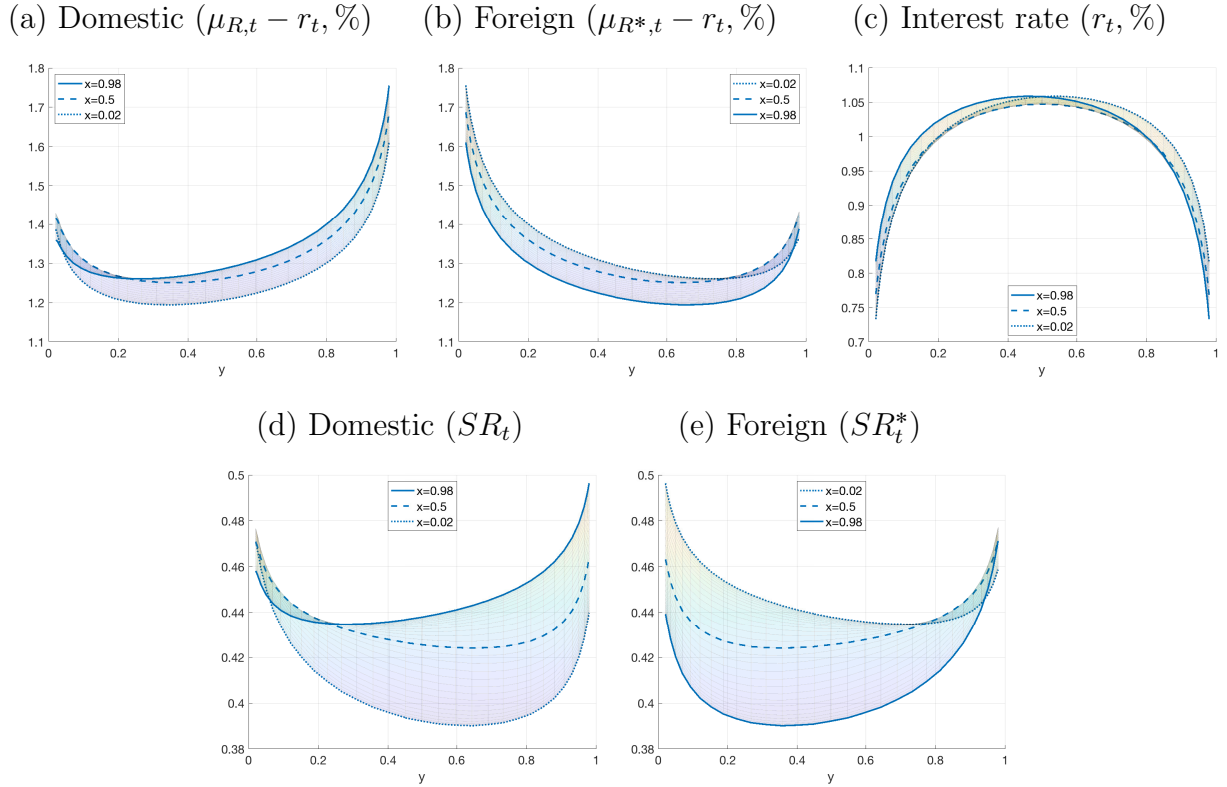 (a) Domestic (μ_{R,t} − r_t, %)
(b) Foreign (μ_{R*,t} − r_t, %)
(c) Interest rate (r_t, %)
1.8
1.7
1.6
1.5
1.4
1.3
1.2
1.1
0
0.2
0.4
0.6
0.8
1
y
x=0.98
x=0.5
x=0.02
1.8
1.7
1.6
1.5
1.4
1.3
1.2
1.1
0
0.2
0.4
0.6
0.8
1
y
x=0.02
x=0.5
x=0.98
1.1
1.05
1
0.95
0.9
0.85
0.8
0.75
0.7
0
0.2
0.4
0.6
0.8
1
y
x=0.98
x=0.5
x=0.02
(d) Domestic (SR_t)
(e) Foreign (SR*_t)
0.5
0.48
0.46
0.44
0.42
0.4
0.38
0
0.2
0.4
0.6
0.8
1
y
x=0.98
x=0.5
x=0.02
0.5
0.48
0.46
0.44
0.42
0.4
0.38
0
0.2
0.4
0.6
0.8
1
y
x=0.02
x=0.5
x=0.98